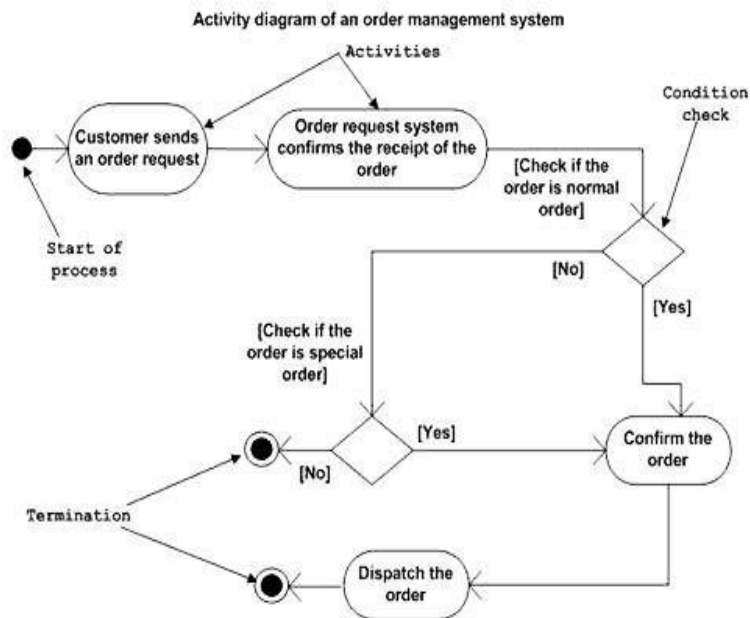 Activity diagram of an order management system
Activities
Condition
check
Customer sends
an order request
Order request system
confirms the receipt of the
order
[Check if the
order is normal
order]
Start of
process
[No]
[Yes]
[Check if the
order is special
order]
[Yes]
[No]
Confirm the
order
Termination
Dispatch the
order